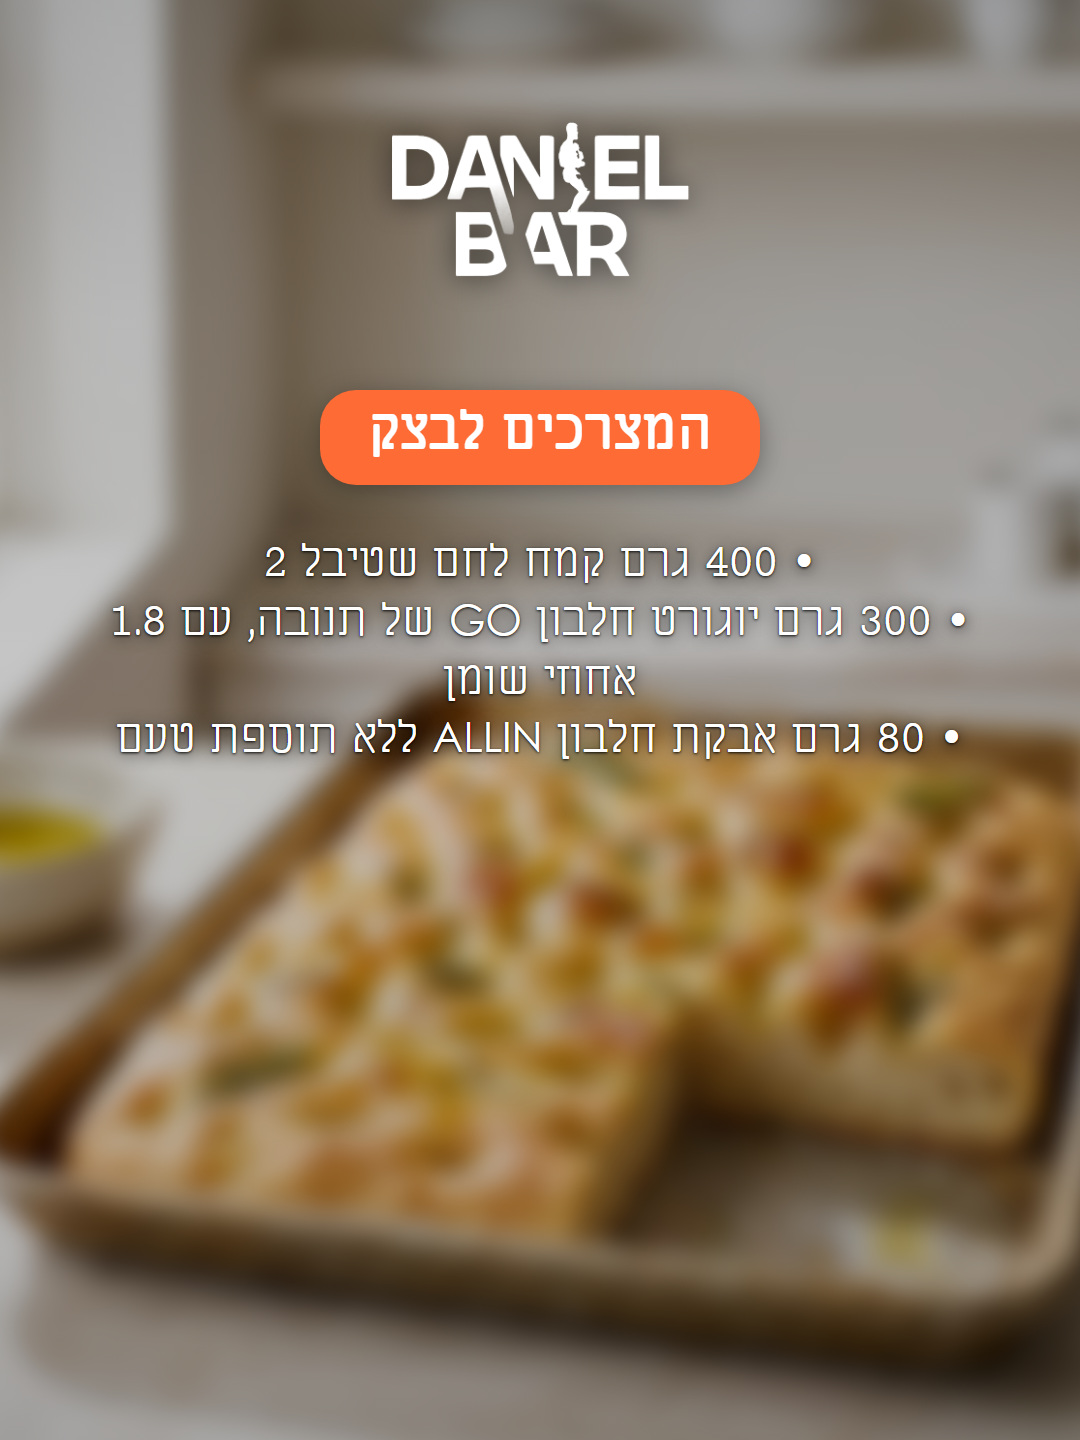 DANIEL
BAR
המצרכים לבצק
• 400 גרם קמח לחם שטיבל 2
• 300 גרם יוגורט חלבון GO של תנובה, עם 1.8
אחוזי שומן
• 80 גרם אבקת חלבון ALLIN ללא תוספת טעם